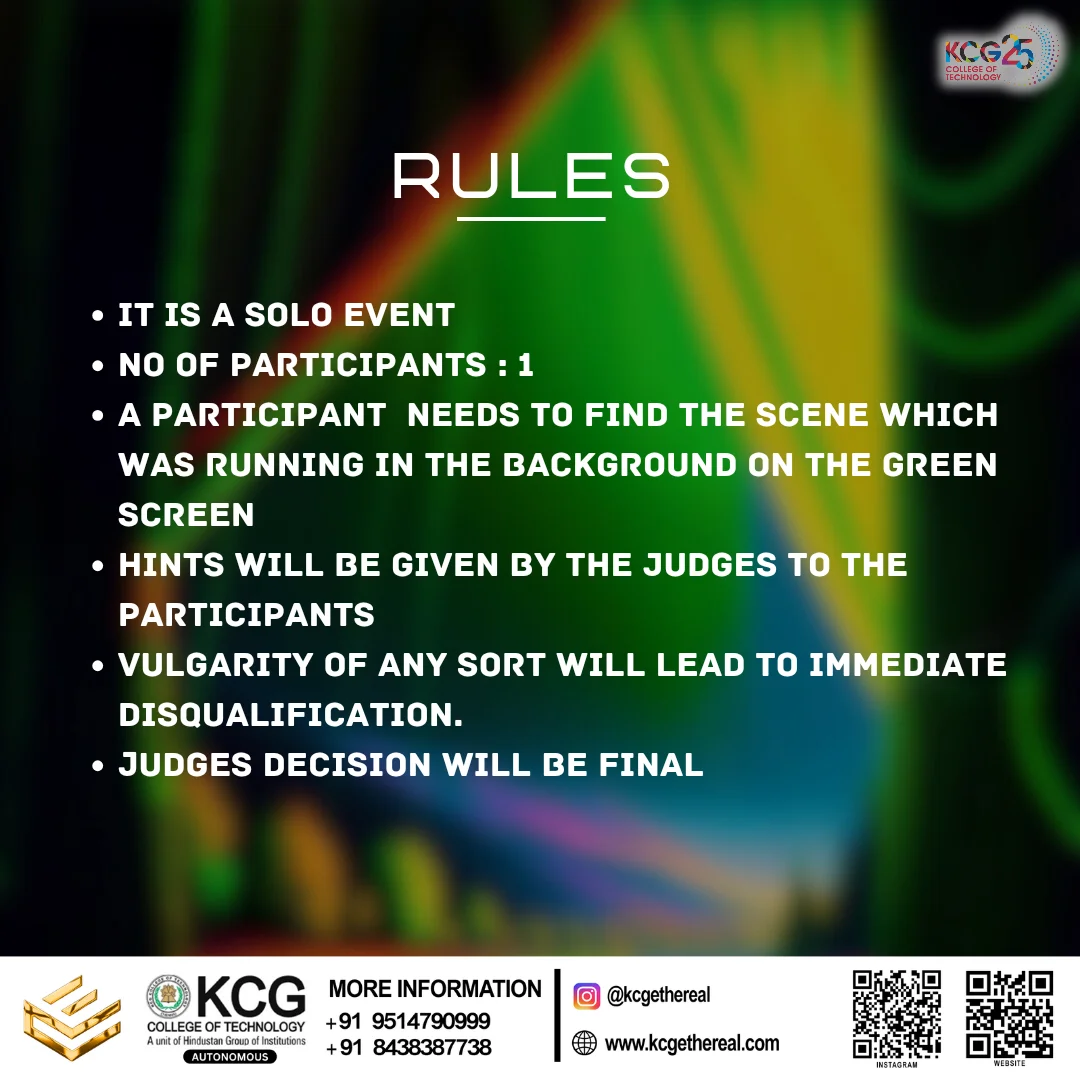 KCG25
COLLEGE OF
TECHNOLOGY
RULES
• IT IS A SOLO EVENT
• NO OF PARTICIPANTS : 1
• A PARTICIPANT NEEDS TO FIND THE SCENE WHICH
WAS RUNNING IN THE BACKGROUND ON THE GREEN
SCREEN
• HINTS WILL BE GIVEN BY THE JUDGES TO THE
PARTICIPANTS
• VULGARITY OF ANY SORT WILL LEAD TO IMMEDIATE
DISQUALIFICATION.
• JUDGES DECISION WILL BE FINAL
KCG
COLLEGE OF TECHNOLOGY
A unit of Hindustan Group of Institutions
AUTONOMOUS
MORE INFORMATION
+91 9514790999
+91 8438387738
@kcgethereal
www.kcgethereal.com
INSTAGRAM
WEBSITE